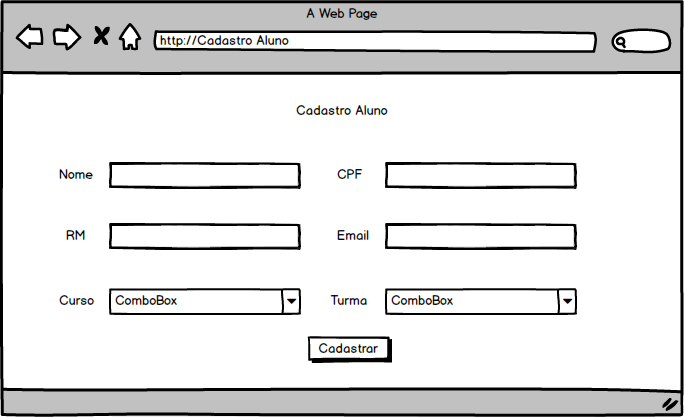 A Web Page
http://Cadastro Aluno
Cadastro Aluno
Nome CPF
RM Email
Curso ComboBox Turma ComboBox
Cadastrar